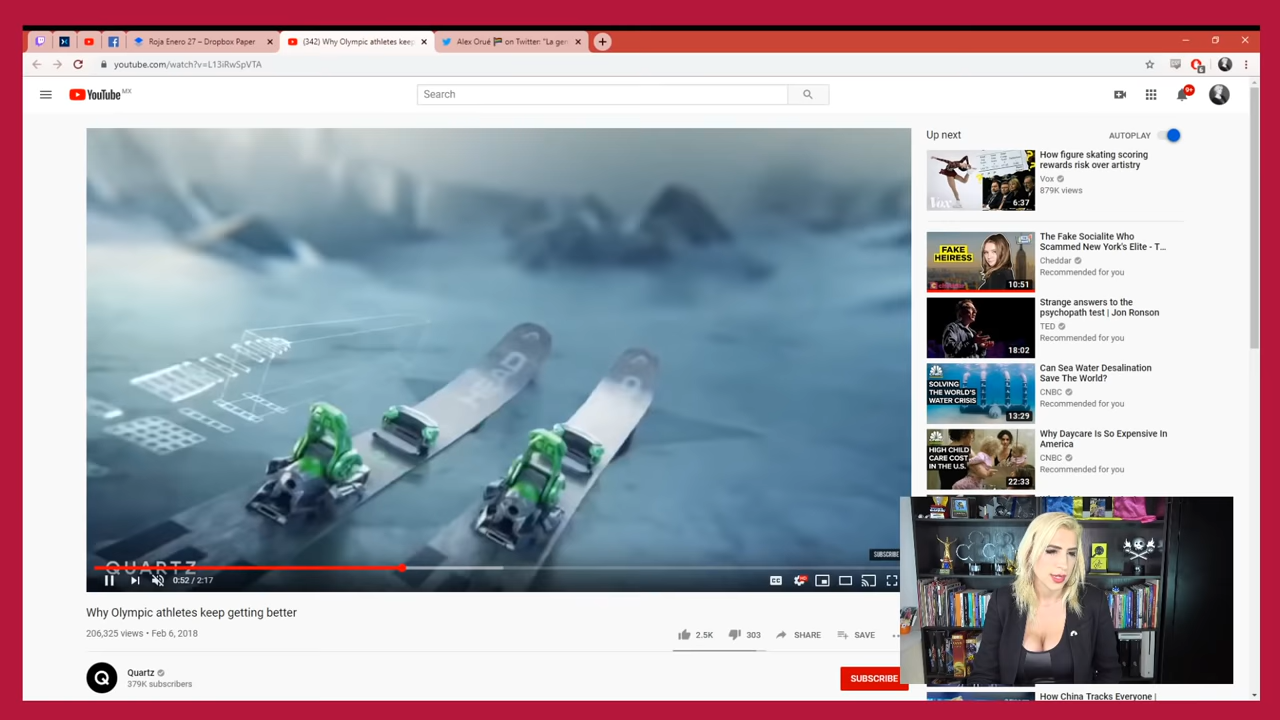 Roja Enero 27 – Dropbox Paper
(342) Why Olympic athletes keep
Alex Orué on Twitter: "La gen
youtube.com/watch?v=L13iRwSpVTA
YouTube MX
Search
9+
Up next
AUTOPLAY
How figure skating scoring
rewards risk over artistry
Vox
879K views
Vox
6:37
The Fake Socialite Who
Scammed New York's Elite - T...
Cheddar
Recommended for you
FAKE
HEIRESS
10:51
Strange answers to the
psychopath test | Jon Ronson
TED
Recommended for you
18:02
Can Sea Water Desalination
Save The World?
CNBC
Recommended for you
SOLVING
THE WORLD'S
WATER CRISIS
13:29
Why Daycare Is So Expensive In
America
CNBC
Recommended for you
HIGH CHILD
CARE COST
IN THE U.S.
22:33
SUBSCRIBE
QUARTZ
0:52 / 2:17
CC
Why Olympic athletes keep getting better
206,325 views • Feb 6, 2018
2.5K
303
SHARE
SAVE
Q
Quartz
379K subscribers
SUBSCRIBE
How China Tracks Everyone |